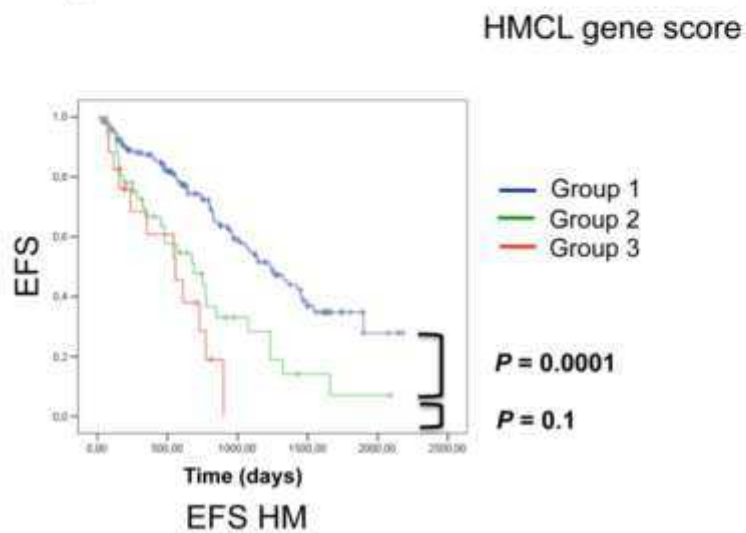 HMCL gene score
1,0
0,8
0,6
0,4
0,2
0,0
EFS
0,00 500,00 1000,00 1500,00 2000,00 2500,00
Time (days)
EFS HM
Group 1
Group 2
Group 3
P = 0.0001
P = 0.1